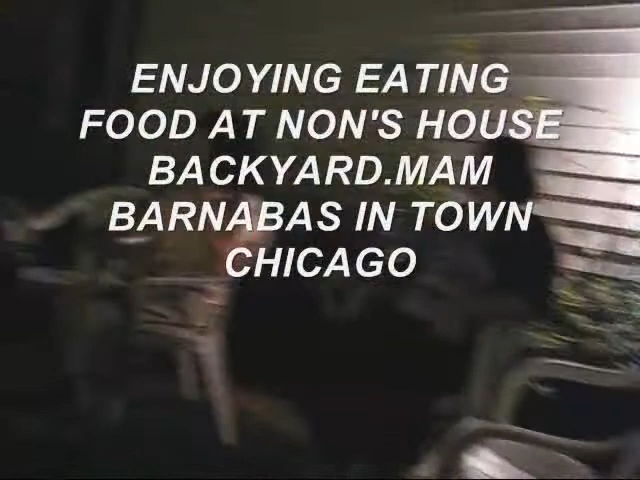 ENJOYING EATING
FOOD AT NON'S HOUSE
BACKYARD.MAM
BARNABAS IN TOWN
CHICAGO